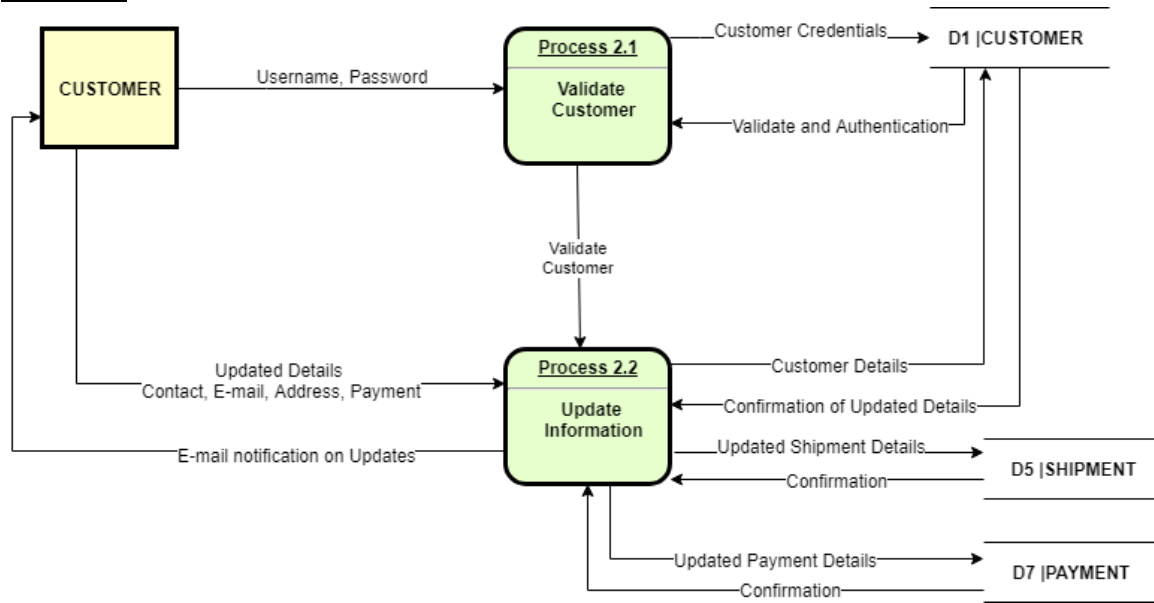 Process 2.1
Customer Credentials
D1 |CUSTOMER
CUSTOMER
Username, Password
Validate
Customer
Validate and Authentication
Validate
Customer
Process 2.2
Updated Details
Contact, E-mail, Address, Payment
Customer Details
Update
Information
Confirmation of Updated Details
E-mail notification on Updates
Updated Shipment Details
D5 |SHIPMENT
Confirmation
Updated Payment Details
D7 |PAYMENT
Confirmation